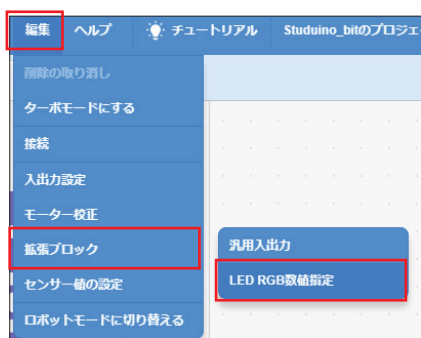 編集 ヘルプ チュートリアル Studuino_bitのプロジェ
削除の取り消し
ターボモードにする
接続
入出力設定
モーター校正
拡張ブロック
汎用入出力
LED RGB数値指定
センサー値の設定
ロボットモードに切り替える